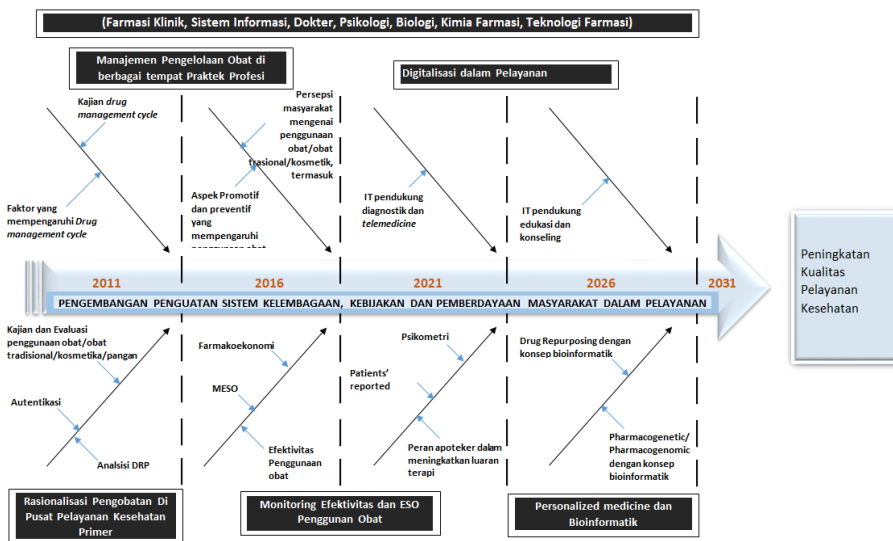 (Farmasi Klinik, Sistem Informasi, Dokter, Psikologi, Biologi, Kimia Farmasi, Teknologi Farmasi)
Manajemen Pengelolaan Obat di
berbagai tempat Praktek Profesi
Digitalisasi dalam Pelayanan
Kajian drug
management cycle
Faktor yang
mempengaruhi Drug
management cycle
Persepsi
masyarakat
mengenai
penggunaan
obat/obat
trasional/kosmetik,
termasuk
Aspek Promotif
dan preventif
yang
mempengaruhi
IT pendukung
diagnostik dan
telemedicine
IT pendukung
edukasi dan
konseling
2011
2016
2021
2026
2031
PENGEMBANGAN PENGUATAN SISTEM KELEMBAGAAN, KEBIJAKAN DAN PEMBERDAYAAN MASYARAKAT DALAM PELAYANAN
Peningkatan
Kualitas
Pelayanan
Kesehatan
Kajian dan Evaluasi
penggunaan obat/obat
tradisional/kosmetika/pangan
Autentikasi
Analsisi DRP
Farmakoekonomi
MESO
Efektivitas
Penggunaan
obat
Psikometri
Patients'
reported
Peran apoteker dalam
meningkatkan luaran
terapi
Drug Repurposing dengan
konsep bioinformatik
Pharmacogenetic/
Pharmacogenomic
dengan konsep
bioinformatik
Rasionalisasi Pengobatan Di
Pusat Pelayanan Kesehatan
Primer
Monitoring Efektivitas dan ESO
Penggunan Obat
Personalized medicine dan
Bioinformatik